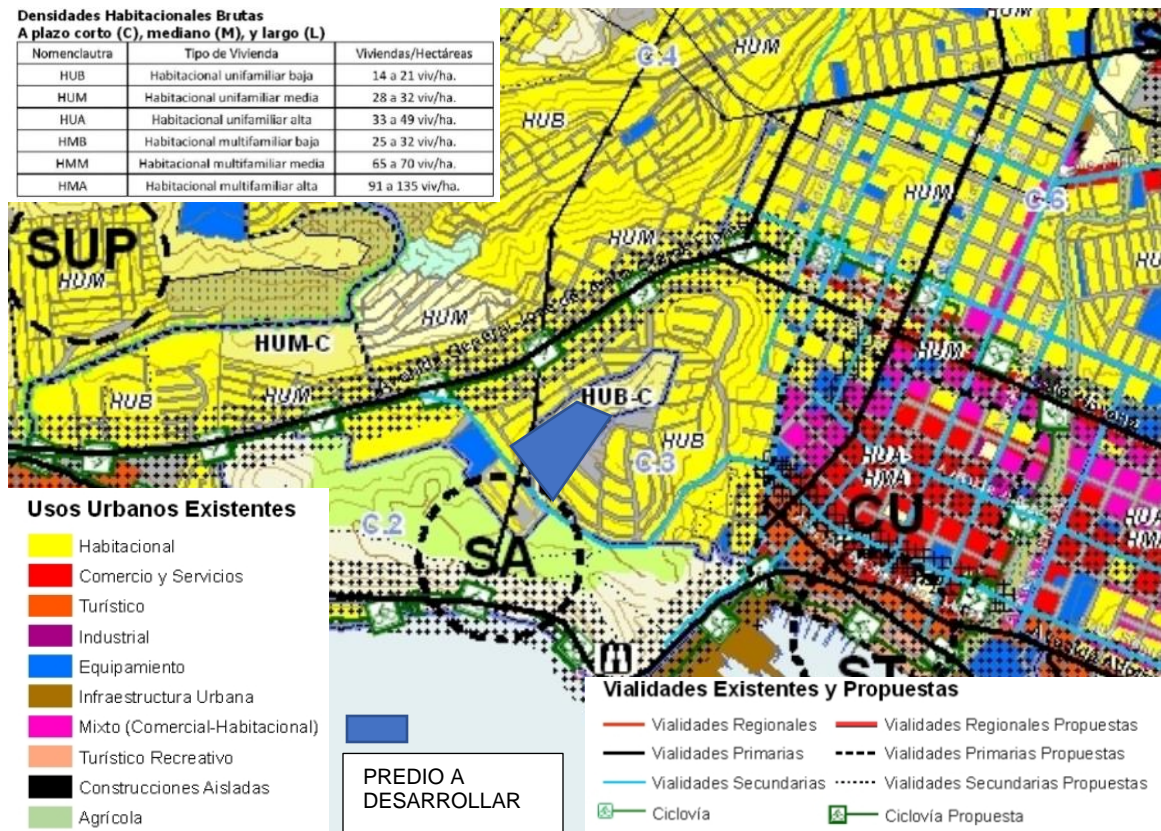 Densidades Habitacionales Brutas
A plazo corto (C), mediano (M), y largo (L)
Nomenclautra Tipo de Vivienda Viviendas/Hectáreas
HUB Habitacional unifamiliar baja 14 a 21 viv/ha.
HUM Habitacional unifamiliar media 28 a 32 viv/ha.
HUA Habitacional unifamiliar alta 33 a 49 viv/ha.
HMB Habitacional multifamiliar baja 25 a 32 viv/ha.
HMM Habitacional multifamiliar media 65 a 70 viv/ha.
HMA Habitacional multifamiliar alta 91 a 135 viv/ha.
HUM
HUM
C-4
HUB
HUM
C-6
SUP
HUM
HUM
HUM
HUM-C
HUM
HUB
HUM
HUB-C
HUB
C-3
HUM
HUA
HMA
CU
C-2
SA
ST
Usos Urbanos Existentes
Habitacional
Comercio y Servicios
Turístico
Industrial
Equipamiento
Infraestructura Urbana
Mixto (Comercial-Habitacional)
Turístico Recreativo
Construcciones Aisladas
Agrícola
PREDIO A
DESARROLLAR
Vialidades Existentes y Propuestas
Vialidades Regionales Vialidades Regionales Propuestas
Vialidades Primarias Vialidades Primarias Propuestas
Vialidades Secundarias Vialidades Secundarias Propuestas
Ciclovía Ciclovía Propuesta